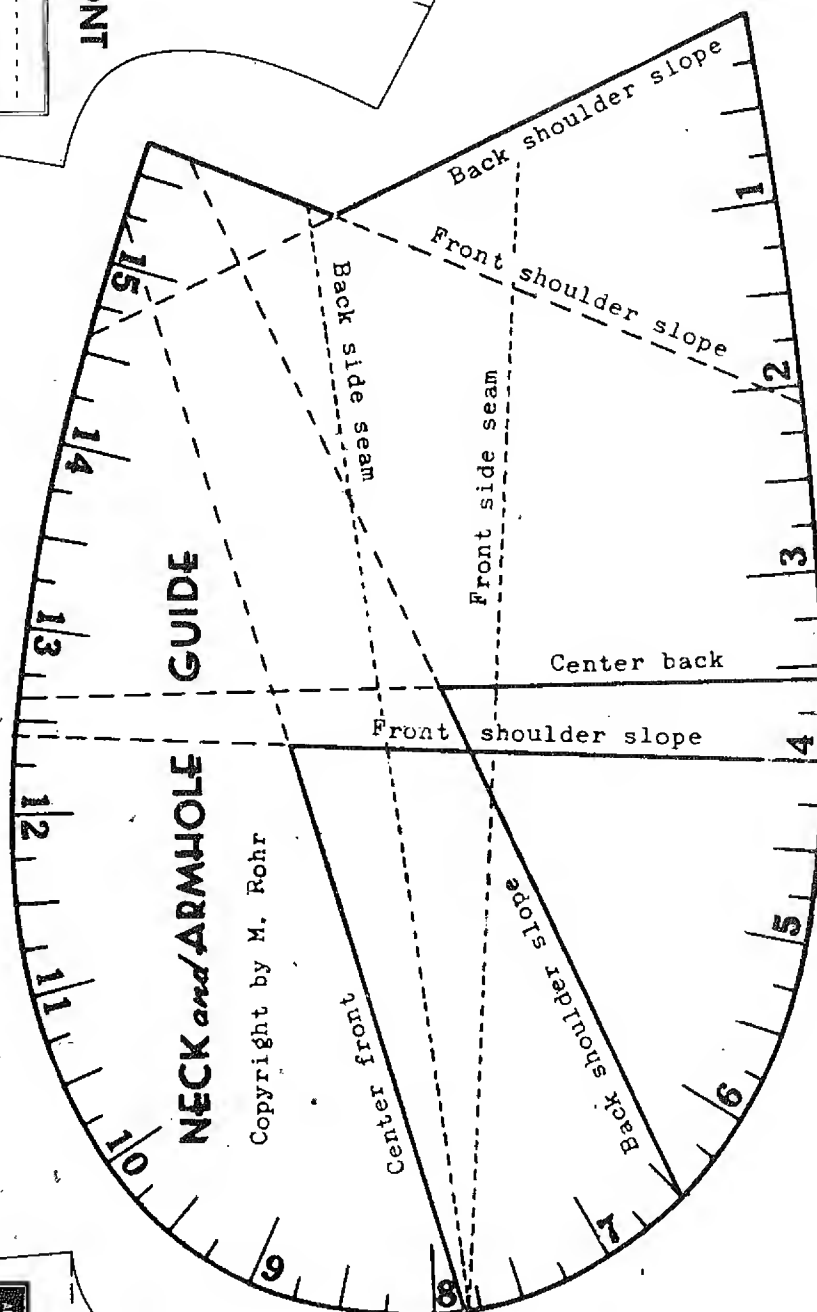 NECK and ARMHOLE GUIDE
Copyright by M. Rohr
Back shoulder slope
Front shoulder slope
Back side seam
Front side seam
Center back
Front shoulder slope
Center front
Back shoulder slope
1
2
3
4
5
6
7
8
9
10
11
12
13
14
15